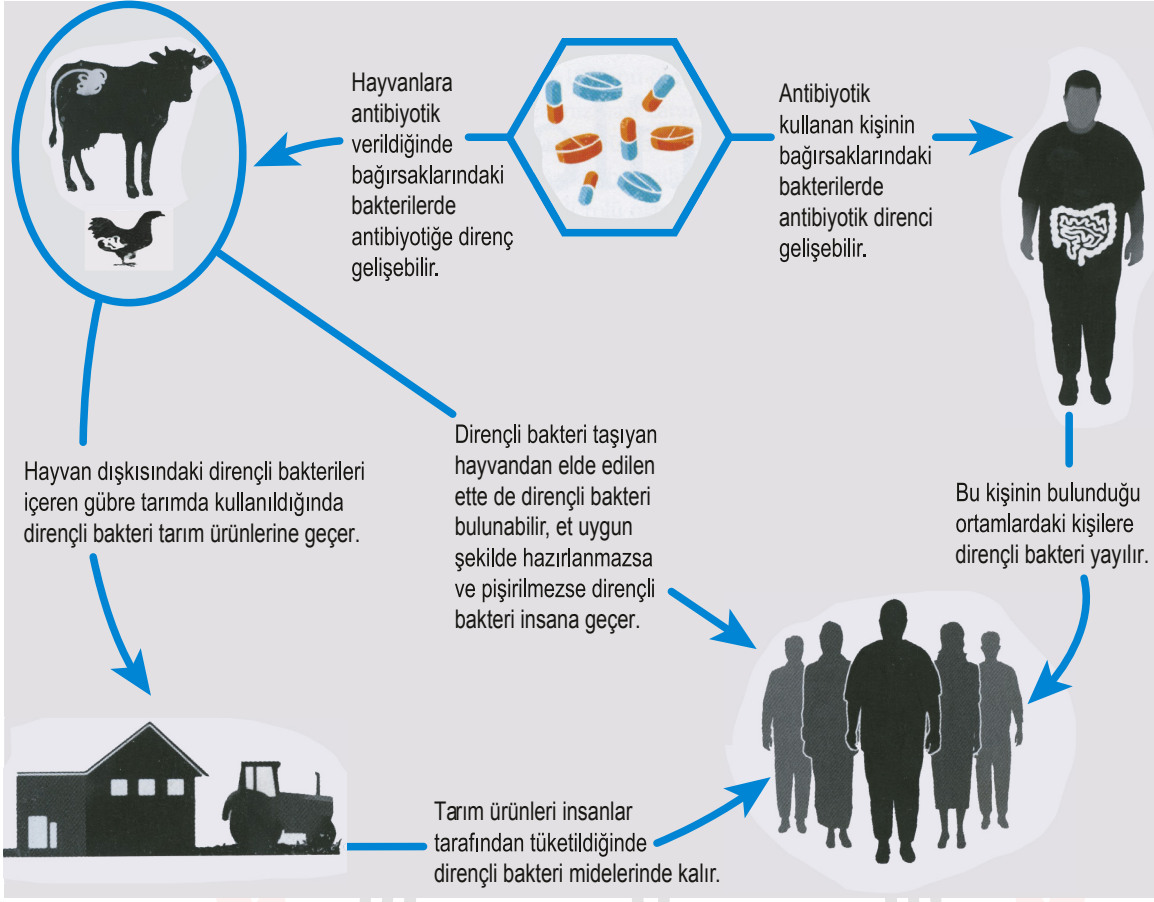 Hayvanlara
antibiyotik
verildiğinde
bağırsaklarındaki
bakterilerde
antibiyotiğe direnç
gelişebilir.
Antibiyotik
kullanan kişinin
bağırsaklarındaki
bakterilerde
antibiyotik direnci
gelişebilir.
Hayvan dışkısındaki dirençli bakterileri
içeren gübre tarımda kullanıldığında
dirençli bakteri tarım ürünlerine geçer.
Dirençli bakteri taşıyan
hayvandan elde edilen
ette de dirençli bakteri
bulunabilir, et uygun
şekilde hazırlanmazsa
ve pişirilmezse dirençli
bakteri insana geçer.
Bu kişinin bulunduğu
ortamlardaki kişilere
dirençli bakteri yayılır.
Tarım ürünleri insanlar
tarafından tüketildiğinde
dirençli bakteri midelerinde kalır.